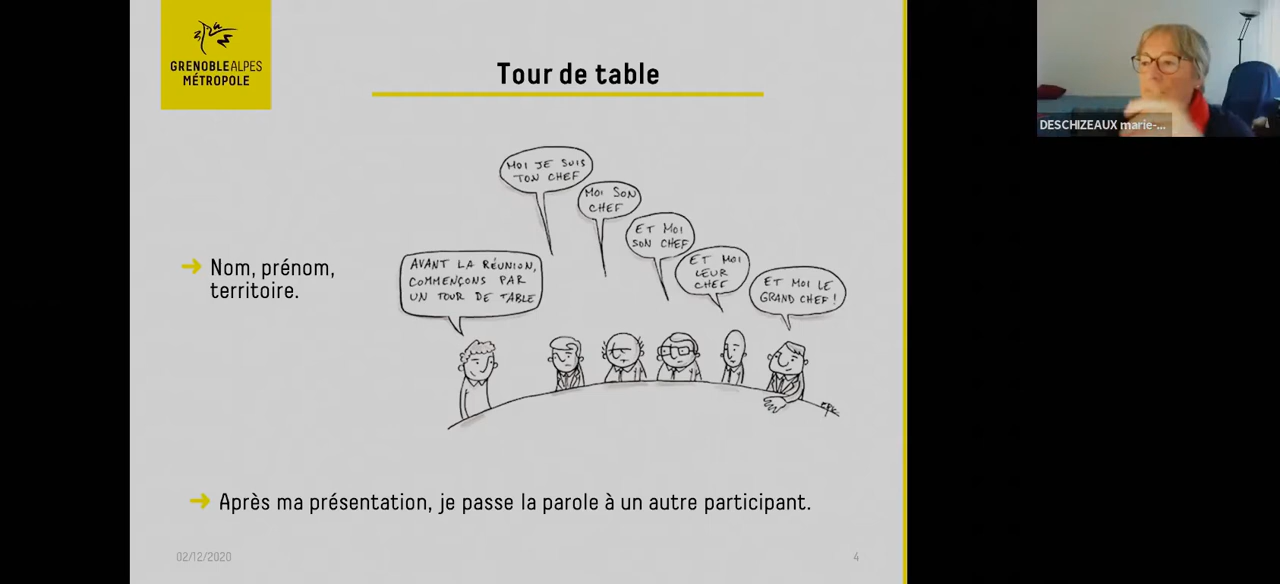 GRENOBLEALPES
MÉTROPOLE
Tour de table
MOI JE SUIS
TON CHEF
MOI SON
CHEF
ET MOI
SON CHEF
ET MOI
LEUR
CHEF
ET MOI LE
GRAND CHEF !
AVANT LA RÉUNION,
COMMENÇONS PAR
UN TOUR DE TABLE
➔ Nom, prénom,
territoire.
➔ Après ma présentation, je passe la parole à un autre participant.
02/12/2020
4
DESCHIZEAUX marie-...